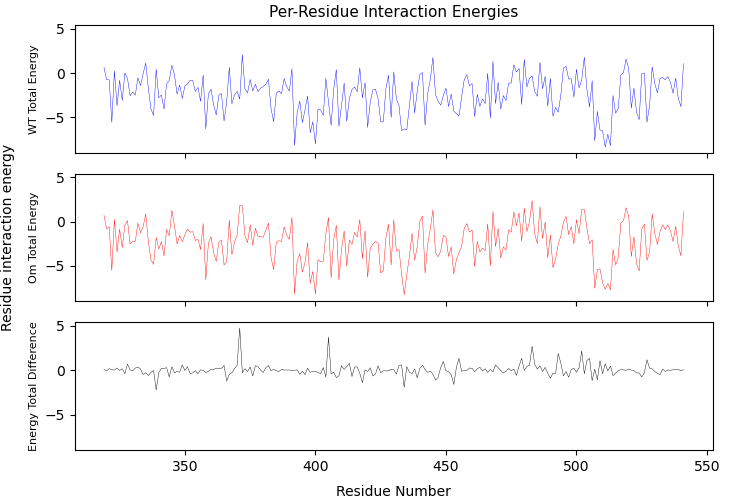 Per-Residue Interaction Energies
Residue interaction energy
WT Total Energy
5
0
−5
Om Total Energy
5
0
−5
Energy Total Difference
5
0
−5
350 400 450 500 550
Residue Number